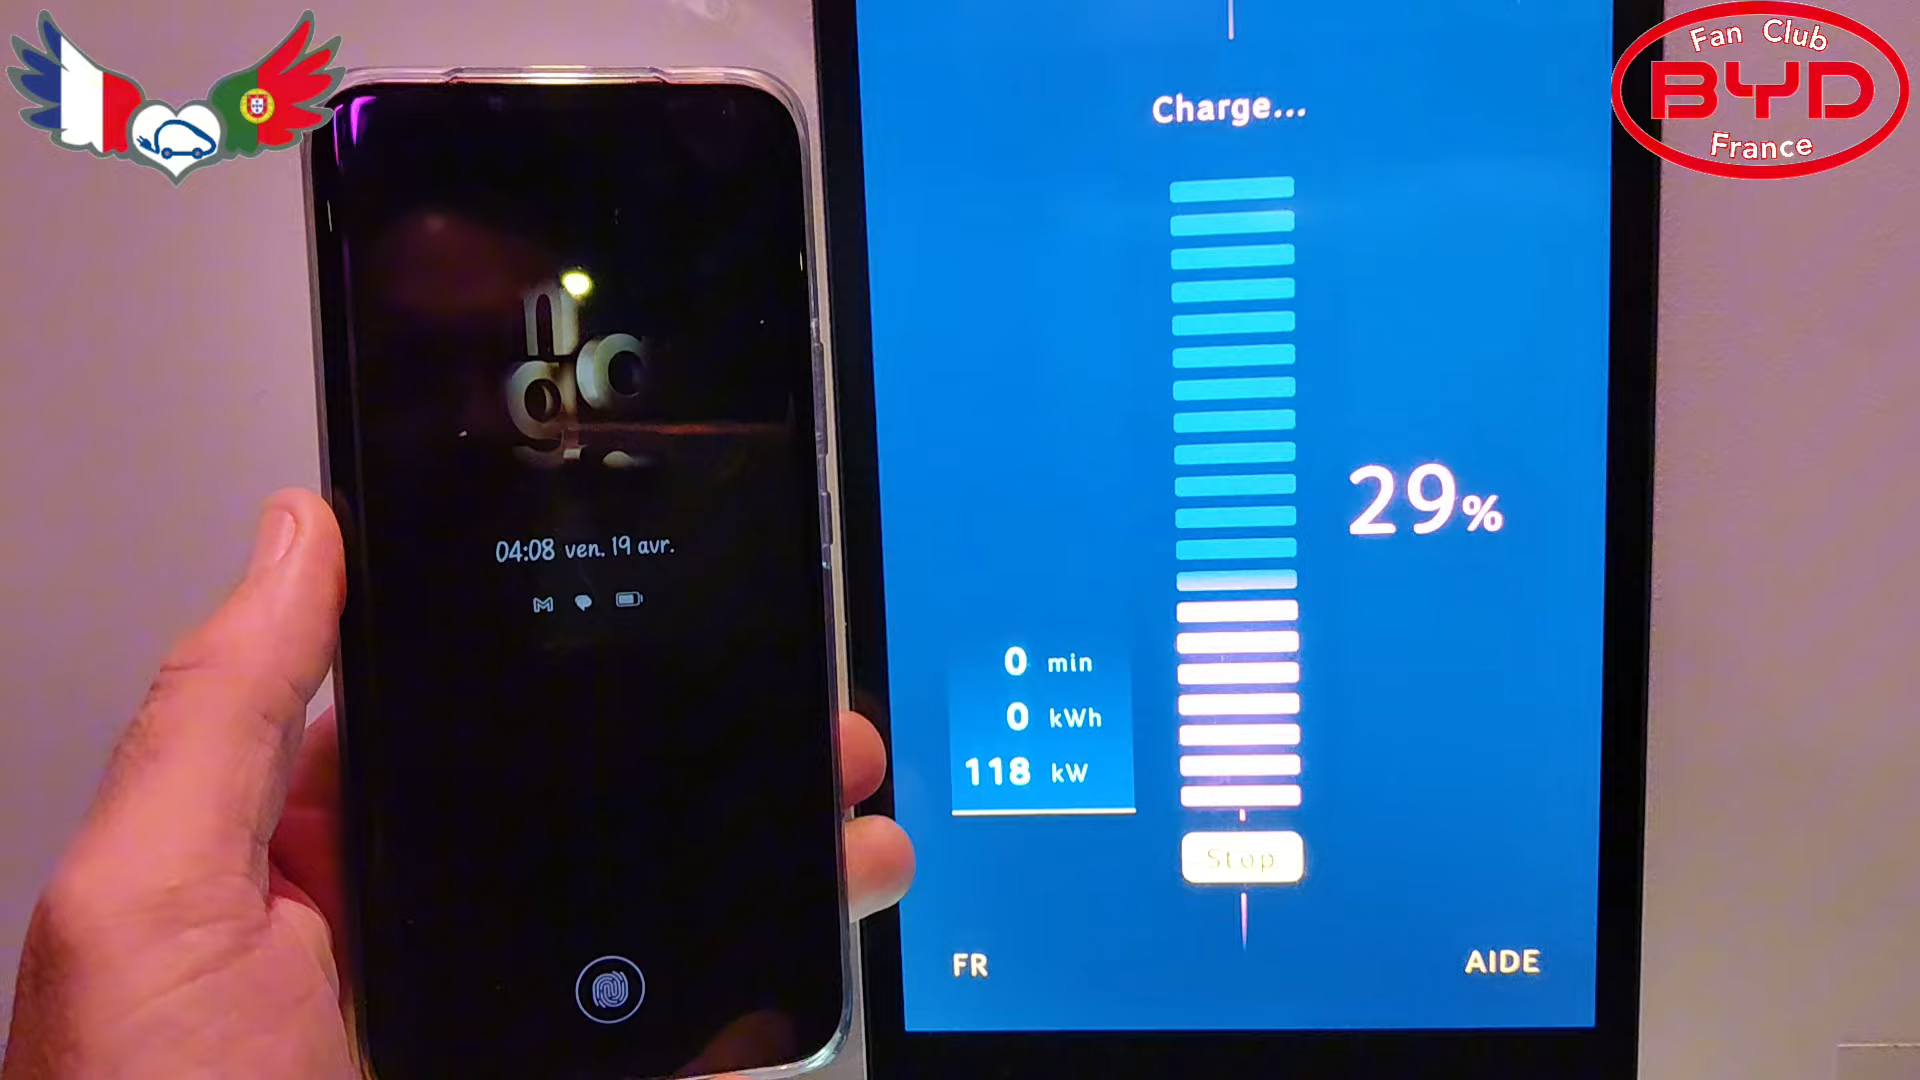 Fan Club
BYD
France
04:08 ven. 19 avr.
Charge...
29%
0 min
0 kWh
118 kW
Stop
FR
AIDE